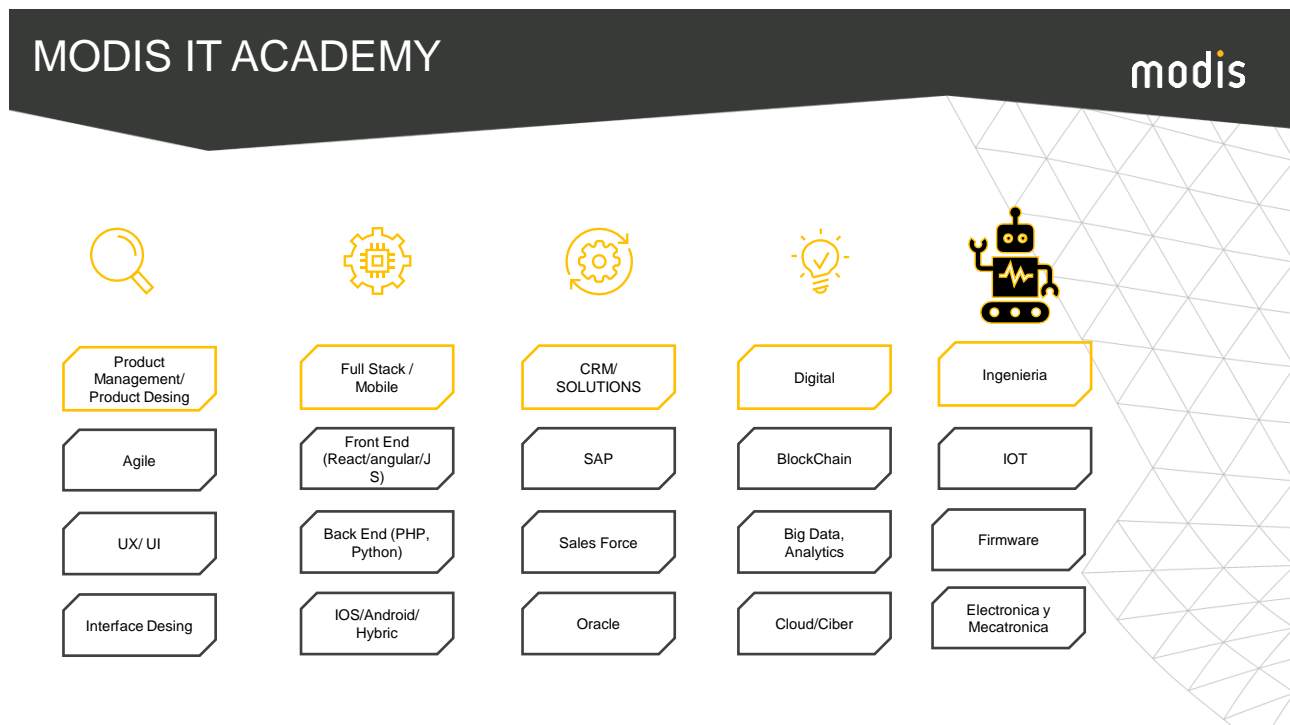 MODIS IT ACADEMY
modis
Product
Management/
Product Desing
Full Stack /
Mobile
CRM/
SOLUTIONS
Digital
Ingenieria
Agile
Front End
(React/angular/J
S)
SAP
BlockChain
IOT
UX/ UI
Back End (PHP,
Python)
Sales Force
Big Data,
Analytics
Firmware
Interface Desing
IOS/Android/
Hybric
Oracle
Cloud/Ciber
Electronica y
Mecatronica